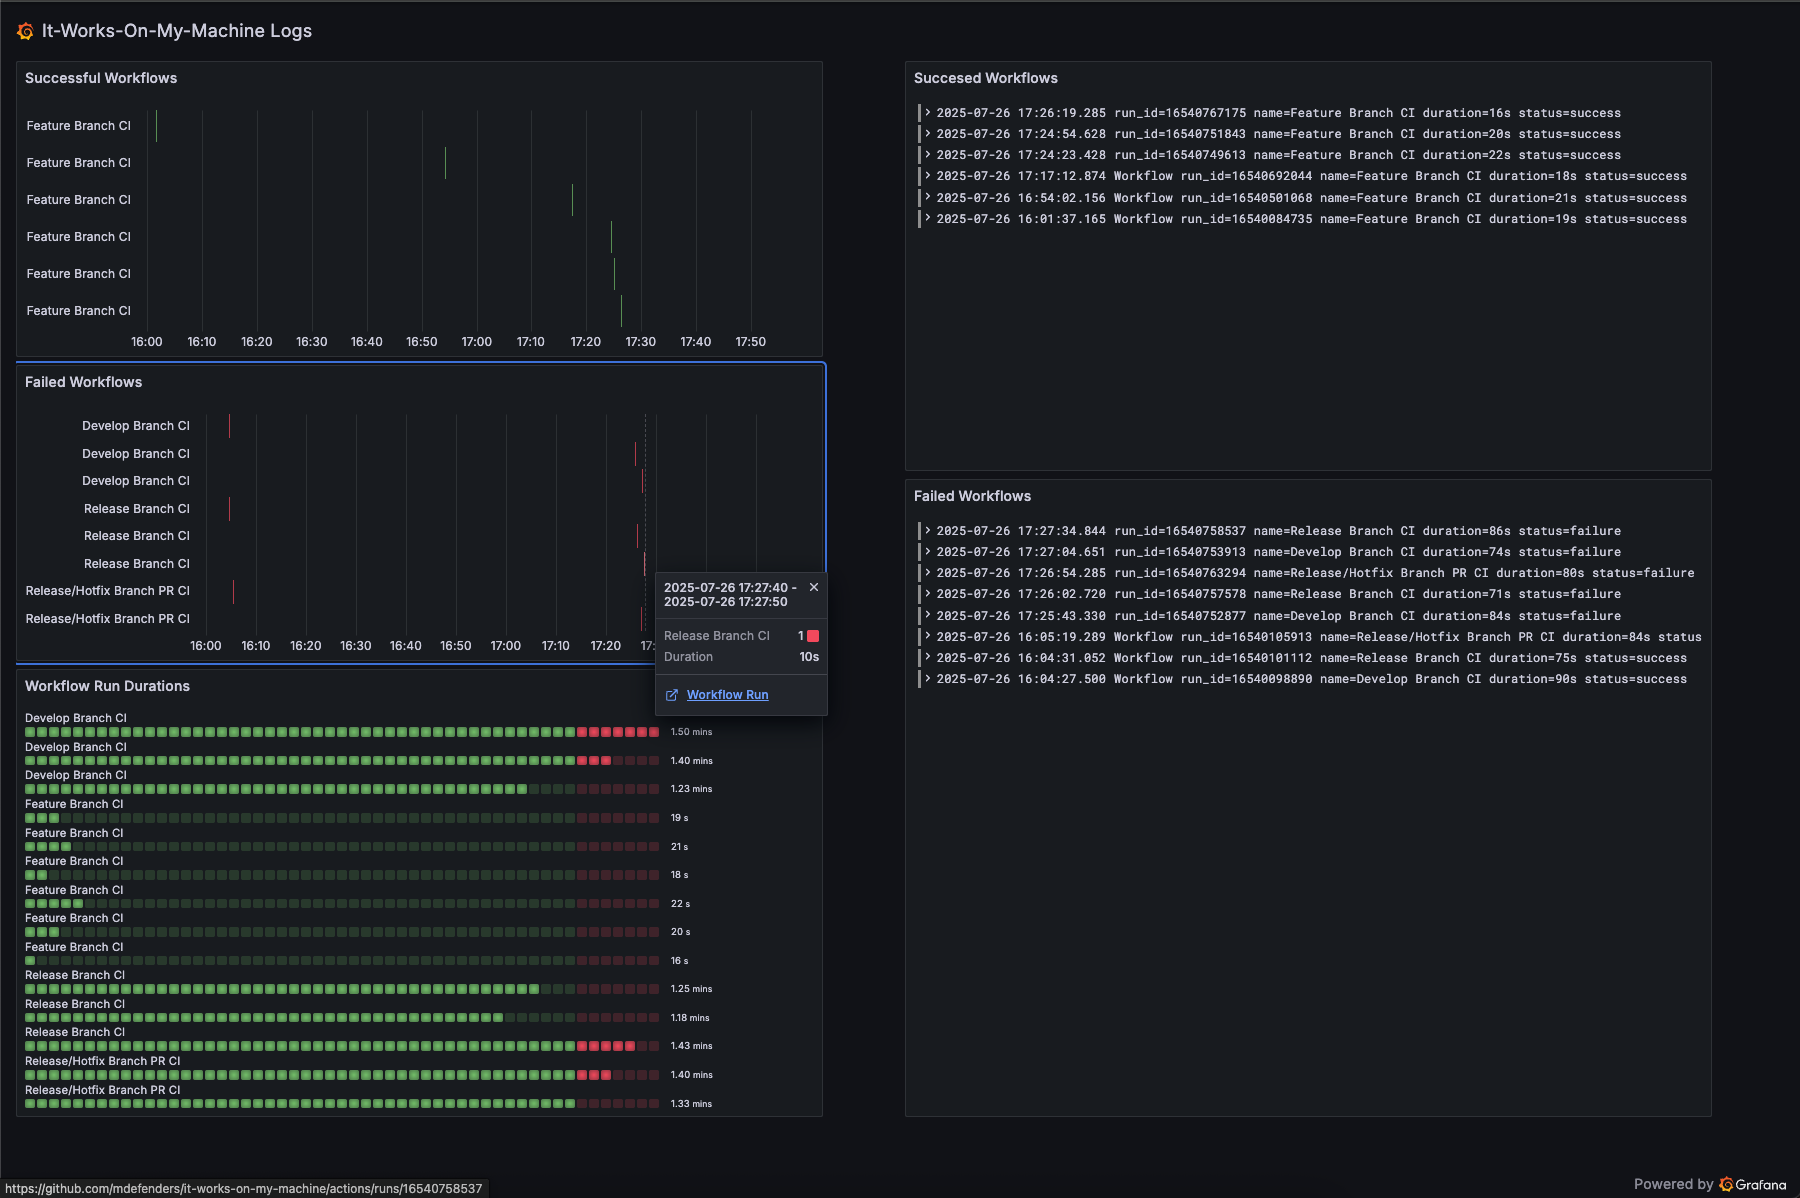 It-Works-On-My-Machine Logs
Successful Workflows
Feature Branch CI
Feature Branch CI
Feature Branch CI
Feature Branch CI
Feature Branch CI
Feature Branch CI
16:00 16:10 16:20 16:30 16:40 16:50 17:00 17:10 17:20 17:30 17:40 17:50
Failed Workflows
Develop Branch CI
Develop Branch CI
Develop Branch CI
Release Branch CI
Release Branch CI
Release Branch CI
Release/Hotfix Branch PR CI
Release/Hotfix Branch PR CI
16:00 16:10 16:20 16:30 16:40 16:50 17:00 17:10 17:20 17:
2025-07-26 17:27:40 -
2025-07-26 17:27:50
Release Branch CI 1
Duration 10s
Workflow Run
Workflow Run Durations
Develop Branch CI
1.50 mins
Develop Branch CI
1.40 mins
Develop Branch CI
1.23 mins
Feature Branch CI
19 s
Feature Branch CI
21 s
Feature Branch CI
18 s
Feature Branch CI
22 s
Feature Branch CI
20 s
Feature Branch CI
16 s
Release Branch CI
1.25 mins
Release Branch CI
1.18 mins
Release Branch CI
1.43 mins
Release/Hotfix Branch PR CI
1.40 mins
Release/Hotfix Branch PR CI
1.33 mins
Succesed Workflows
2025-07-26 17:26:19.285 run_id=16540767175 name=Feature Branch CI duration=16s status=success
2025-07-26 17:24:54.628 run_id=16540751843 name=Feature Branch CI duration=20s status=success
2025-07-26 17:24:23.428 run_id=16540749613 name=Feature Branch CI duration=22s status=success
2025-07-26 17:17:12.874 Workflow run_id=16540692044 name=Feature Branch CI duration=18s status=success
2025-07-26 16:54:02.156 Workflow run_id=16540501068 name=Feature Branch CI duration=21s status=success
2025-07-26 16:01:37.165 Workflow run_id=16540084735 name=Feature Branch CI duration=19s status=success
Failed Workflows
2025-07-26 17:27:34.844 run_id=16540758537 name=Release Branch CI duration=86s status=failure
2025-07-26 17:27:04.651 run_id=16540753913 name=Develop Branch CI duration=74s status=failure
2025-07-26 17:26:54.285 run_id=16540763294 name=Release/Hotfix Branch PR CI duration=80s status=failure
2025-07-26 17:26:02.720 run_id=16540757578 name=Release Branch CI duration=71s status=failure
2025-07-26 17:25:43.330 run_id=16540752877 name=Develop Branch CI duration=84s status=failure
2025-07-26 16:05:19.289 Workflow run_id=16540105913 name=Release/Hotfix Branch PR CI duration=84s status
2025-07-26 16:04:31.052 Workflow run_id=16540101112 name=Release Branch CI duration=75s status=success
2025-07-26 16:04:27.500 Workflow run_id=16540098890 name=Develop Branch CI duration=90s status=success
https://github.com/mdefenders/it-works-on-my-machine/actions/runs/16540758537
Powered by Grafana